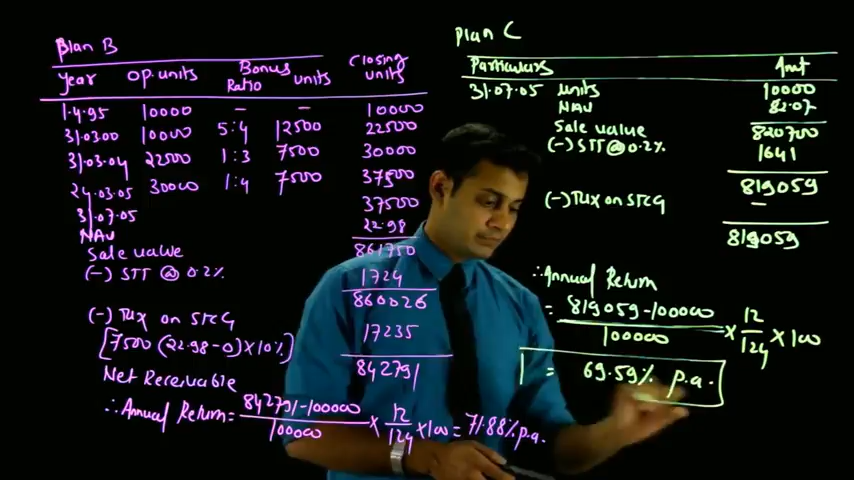 Plan B
Year Op. units Bonus Ratio units Closing units
1.4.95 10000 — — 10000
31.03.00 10000 5:4 12500 22500
31.03.04 22500 1:3 7500 30000
24.03.05 30000 1:4 7500 37500
31.07.05 37500
NAV 22.98
Sale value 861750
(-) STT @ 0.2% 1724
860026
(-) Tax on STCG 17235
[7500 (22.98-0) × 10%]
Net Receivable 842791
∴ Annual Return = 842791-100000 / 100000 × 12/124 × 100 = 71.88% p.a.
Plan C
Particulars Amt
31.07.05 units 10000
NAV 82.07
Sale value 820700
(-) STT @ 0.2% 1641
819059
(-) Tax on STCG —
819059
∴ Annual Return
= 819059-100000 / 100000 × 12/124 × 100
= 69.59% p.a.